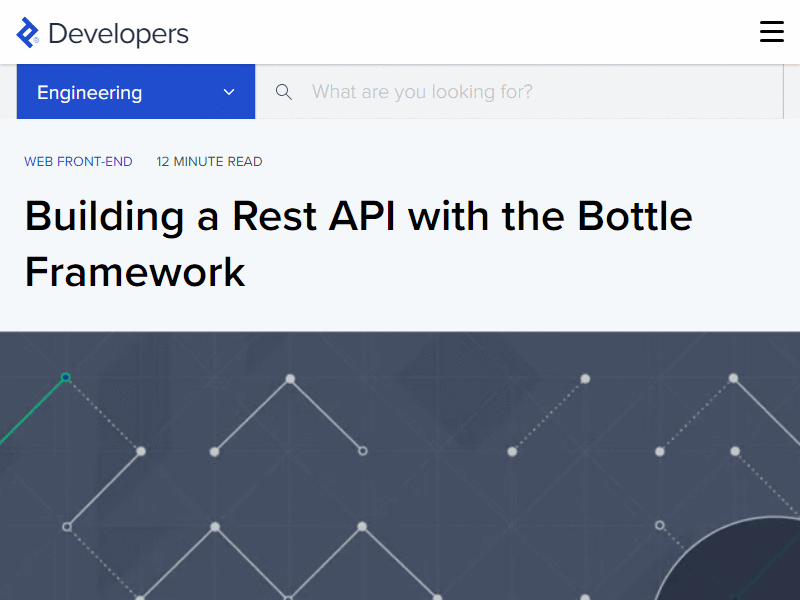 Developers
Engineering
What are you looking for?
WEB FRONT-END 12 MINUTE READ
Building a Rest API with the Bottle
Framework